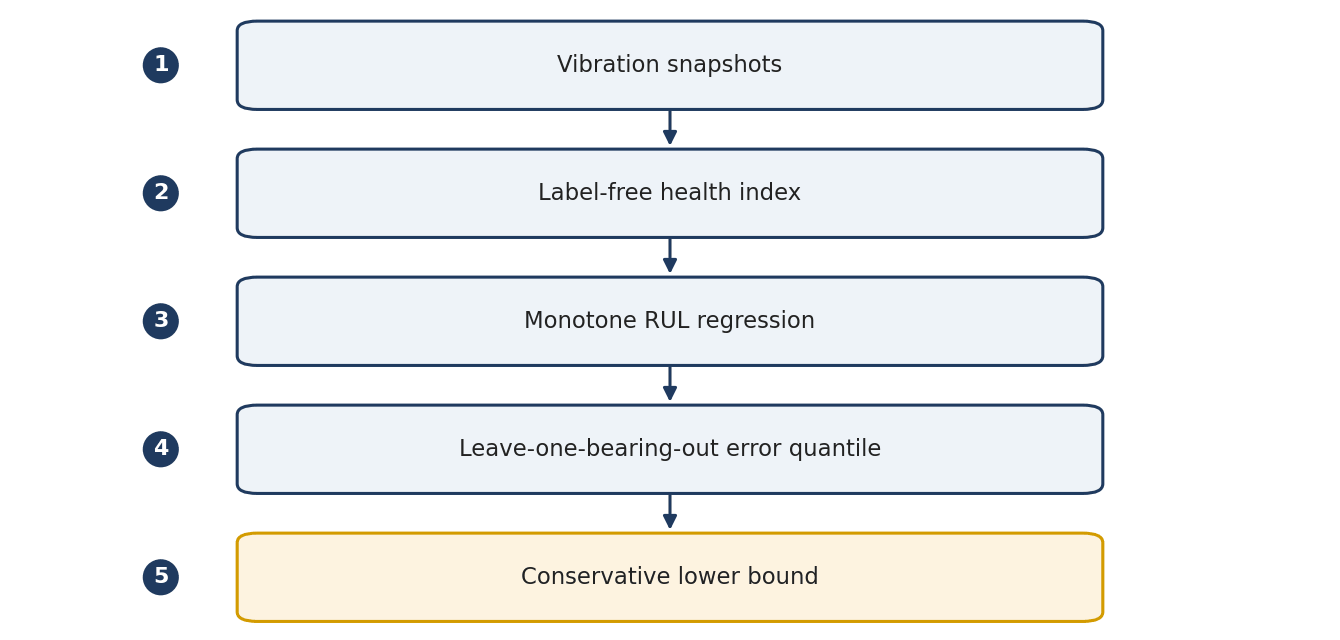 1 Vibration snapshots
2 Label-free health index
3 Monotone RUL regression
4 Leave-one-bearing-out error quantile
5 Conservative lower bound